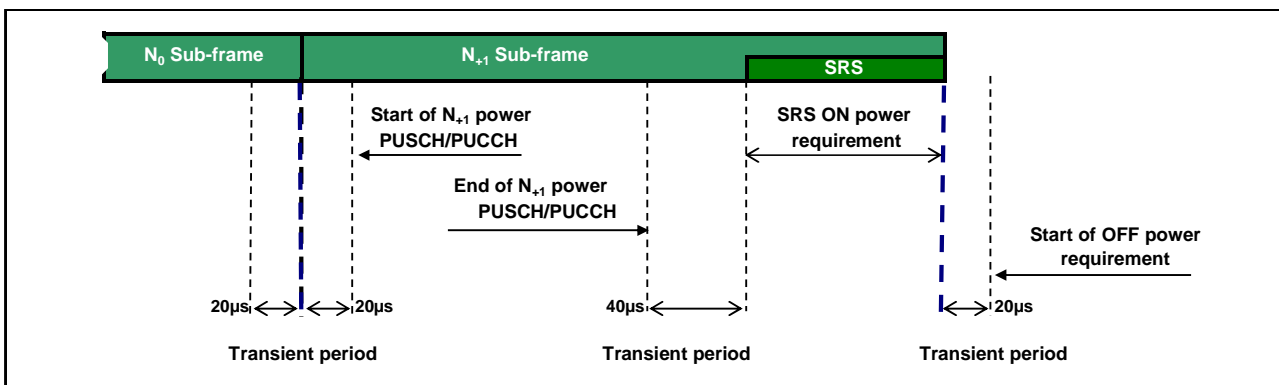 N₀ Sub-frame
N₊₁ Sub-frame
SRS
Start of N₊₁ power
PUSCH/PUCCH
SRS ON power
requirement
End of N₊₁ power
PUSCH/PUCCH
Start of OFF power
requirement
20µs
20µs
40µs
20µs
Transient period
Transient period
Transient period